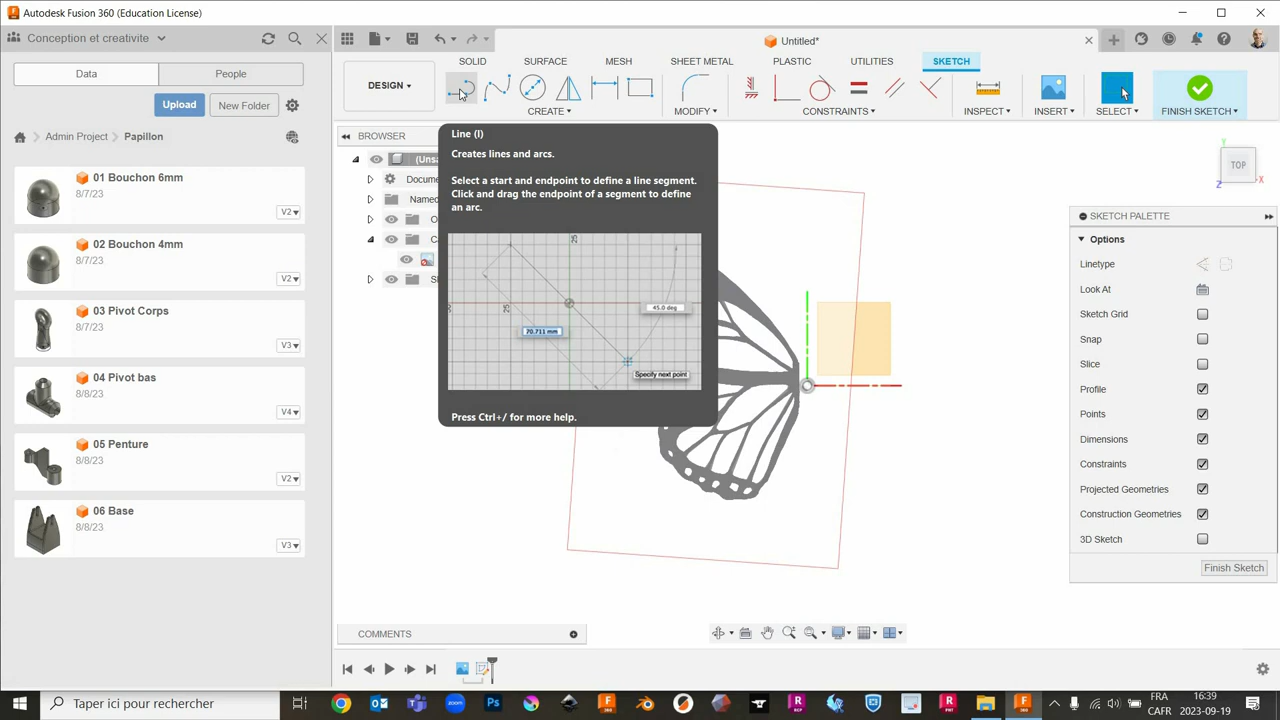 Autodesk Fusion 360 (Education License)
Conception et creativite
Untitled*
Data
People
Upload
New Folder
Admin Project
Papillon
01 Bouchon 6mm
8/7/23
V2
02 Bouchon 4mm
8/7/23
V2
03 Pivot Corps
8/7/23
V3
04 Pivot bas
8/8/23
V4
05 Penture
8/8/23
V2
06 Base
8/8/23
V3
SOLID
SURFACE
MESH
SHEET METAL
PLASTIC
UTILITIES
SKETCH
DESIGN
CREATE
MODIFY
CONSTRAINTS
INSPECT
INSERT
SELECT
FINISH SKETCH
BROWSER
(Unsa
Docume
Named
O
C
S
Line (l)
Creates lines and arcs.
Select a start and endpoint to define a line segment.
Click and drag the endpoint of a segment to define
an arc.
25
25
45.0 deg
70.711 mm
Specify next point
Press Ctrl+/ for more help.
Y
TOP
Z
X
SKETCH PALETTE
Options
Linetype
Look At
Sketch Grid
Snap
Slice
Profile
Points
Dimensions
Constraints
Projected Geometries
Construction Geometries
3D Sketch
Finish Sketch
COMMENTS
Taper ici pour rechercher
FRA
CAFR
16:39
2023-09-19